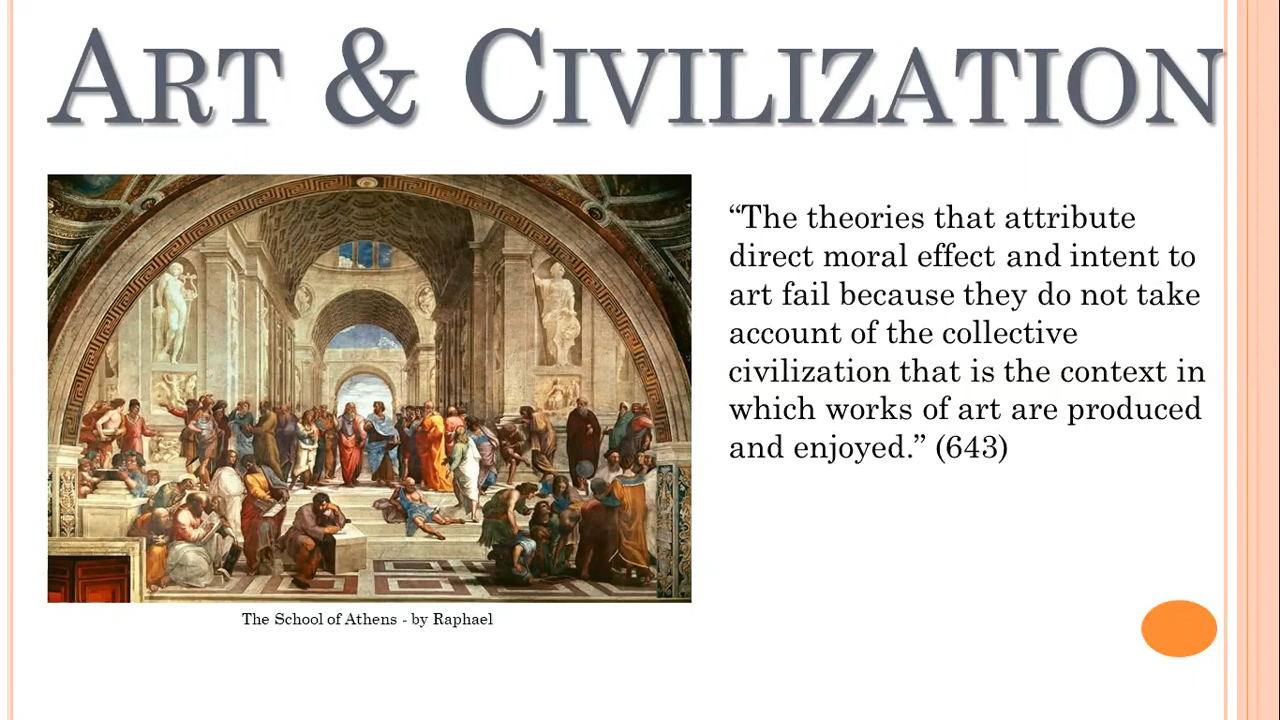 ART & CIVILIZATION
“The theories that attribute
direct moral effect and intent to
art fail because they do not take
account of the collective
civilization that is the context in
which works of art are produced
and enjoyed.” (643)
The School of Athens - by Raphael